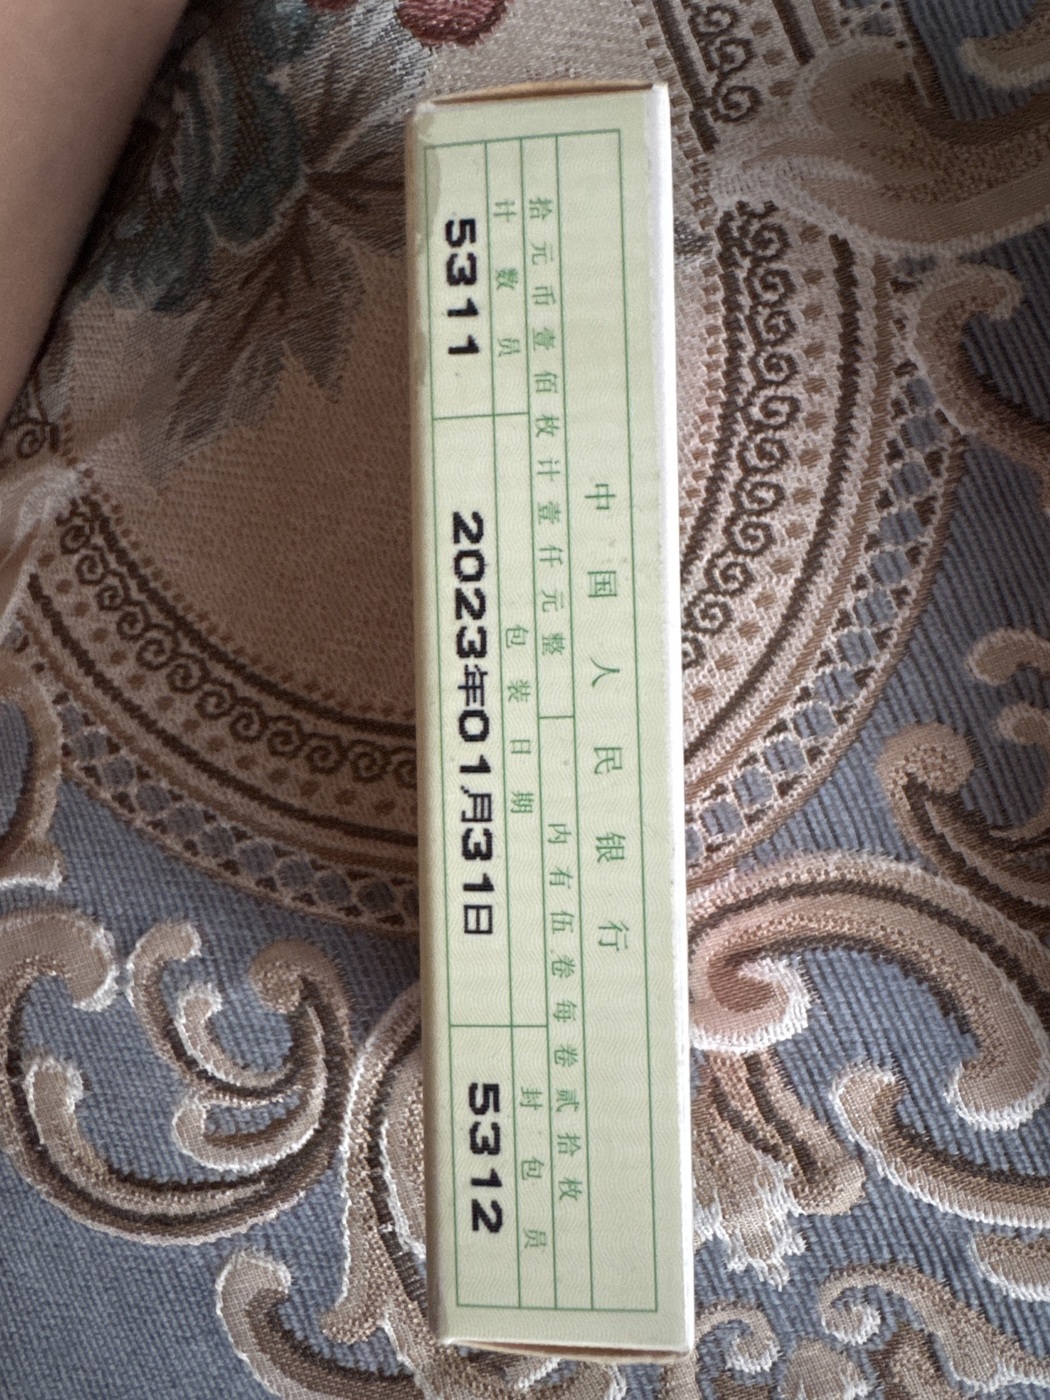 中国人民银行
拾元币壹佰枚计壹仟元整 内有伍卷每卷贰拾枚
计数员 包装日期 封包员
5311 2023年01月31日 5312